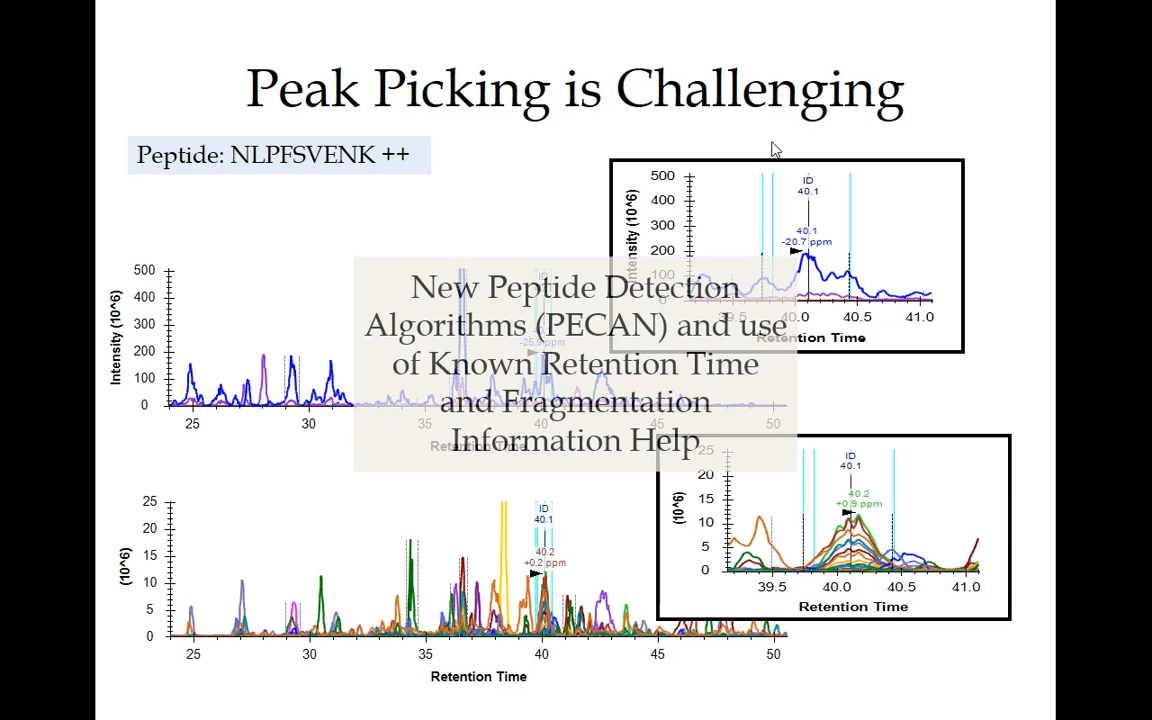 Peak Picking is Challenging
Peptide: NLPFSVENK ++
500
400
300
200
100
0
Intensity (10^6)
ID
40.1
40.1
-20.7 ppm
39.5
40.0
40.5
41.0
Retention Time
500
400
300
200
100
0
Intensity (10^6)
25
30
35
40
45
50
Retention Time
New Peptide Detection
Algorithms (PECAN) and use
of Known Retention Time
and Fragmentation
Information Help
25
20
15
10
5
0
(10^6)
ID
40.1
40.2
+0.9 ppm
39.5
40.0
40.5
41.0
Retention Time
25
20
15
10
5
0
(10^6)
ID
40.1
40.2
+0.2 ppm
25
30
35
40
45
50
Retention Time